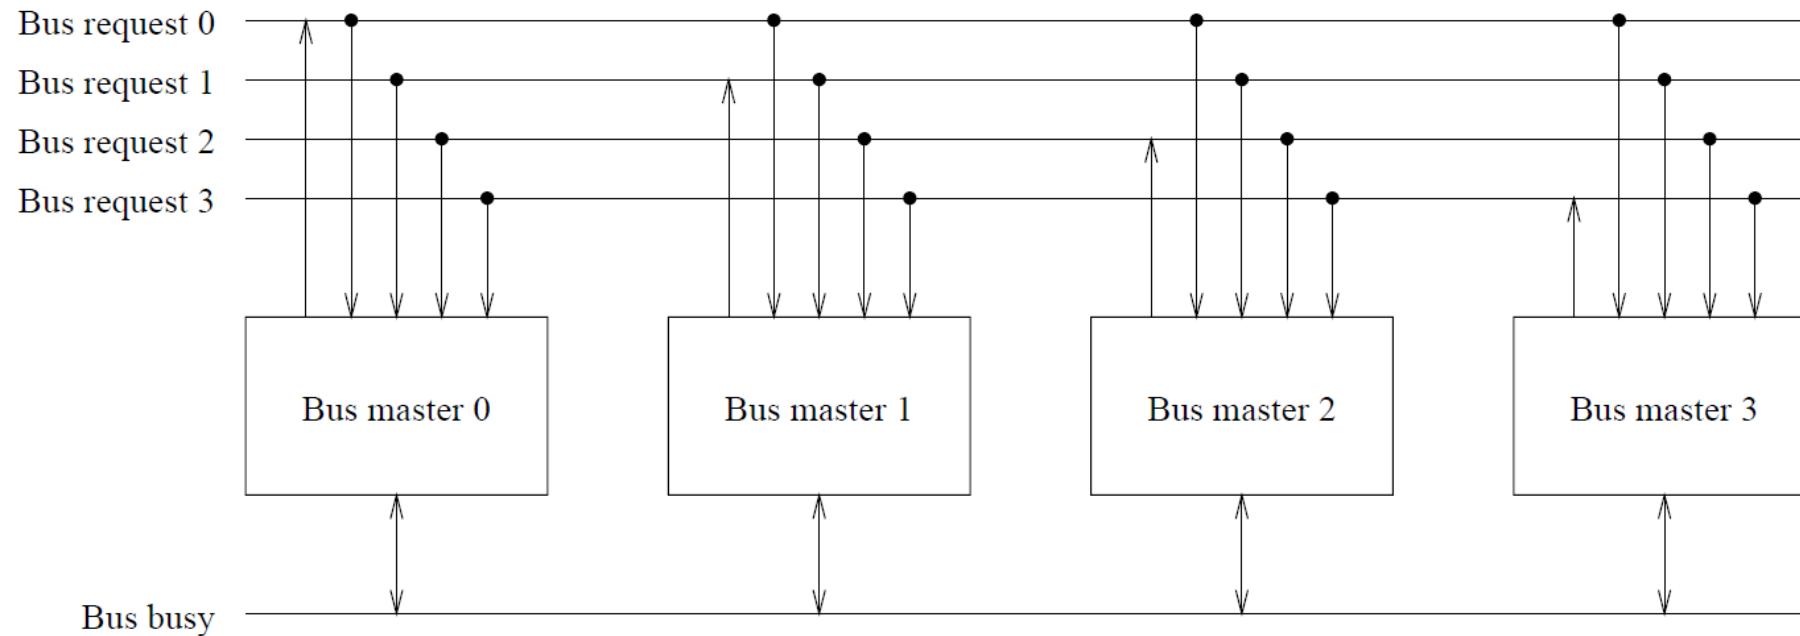 Bus request 0
Bus request 1
Bus request 2
Bus request 3
Bus master 0
Bus master 1
Bus master 2
Bus master 3
Bus busy